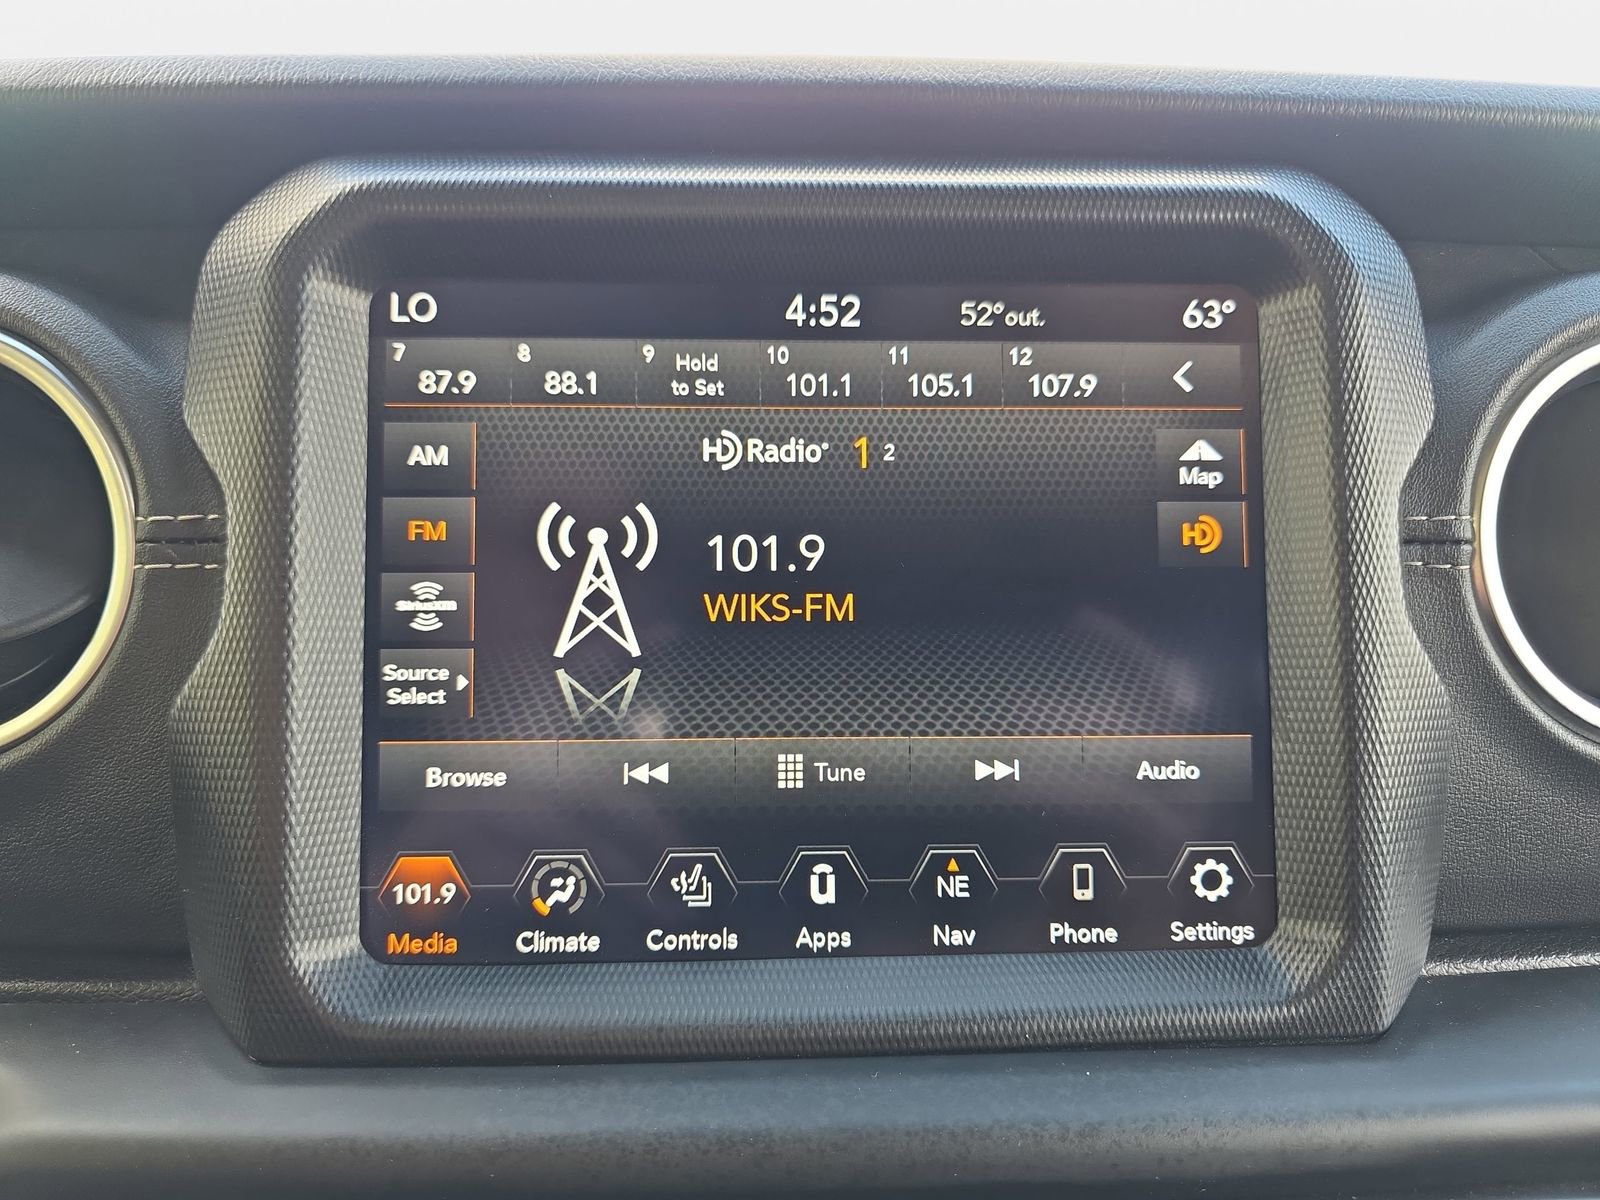 LO 4:52 52° out. 63°
7 87.9 8 88.1 9 Hold to Set 10 101.1 11 105.1 12 107.9
HD Radio 1 2
AM
Map
FM
HD
101.9
WIKS-FM
SiriusXM
Source
Select
Browse Tune Audio
101.9 NE
Media Climate Controls Apps Nav Phone Settings